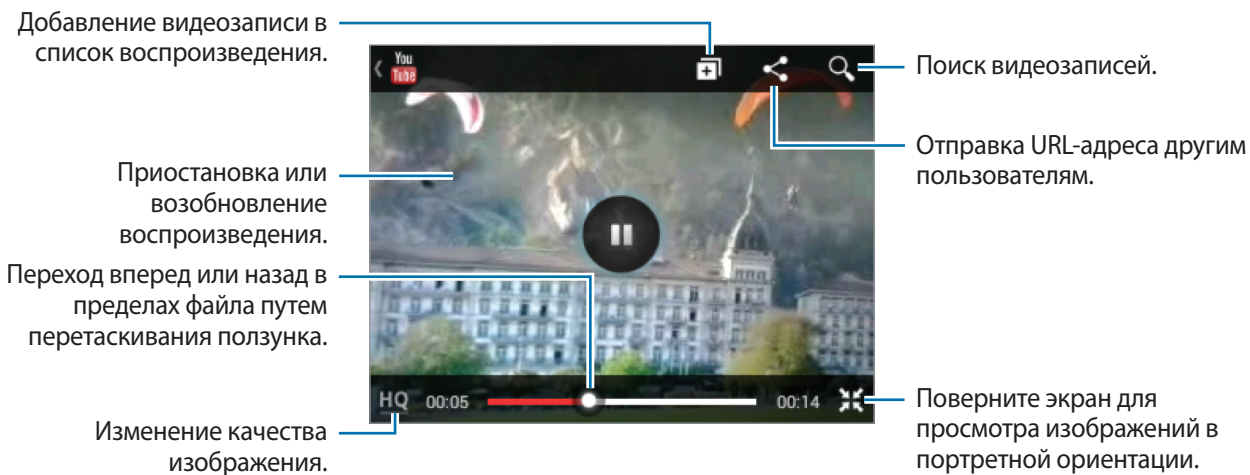 Добавление видеозаписи в
список воспроизведения.
Приостановка или
возобновление
воспроизведения.
Переход вперед или назад в
пределах файла путем
перетаскивания ползунка.
Изменение качества
изображения.
You
Tube
HQ
00:05
00:14
Поиск видеозаписей.
Отправка URL-адреса другим
пользователям.
Поверните экран для
просмотра изображений в
портретной ориентации.